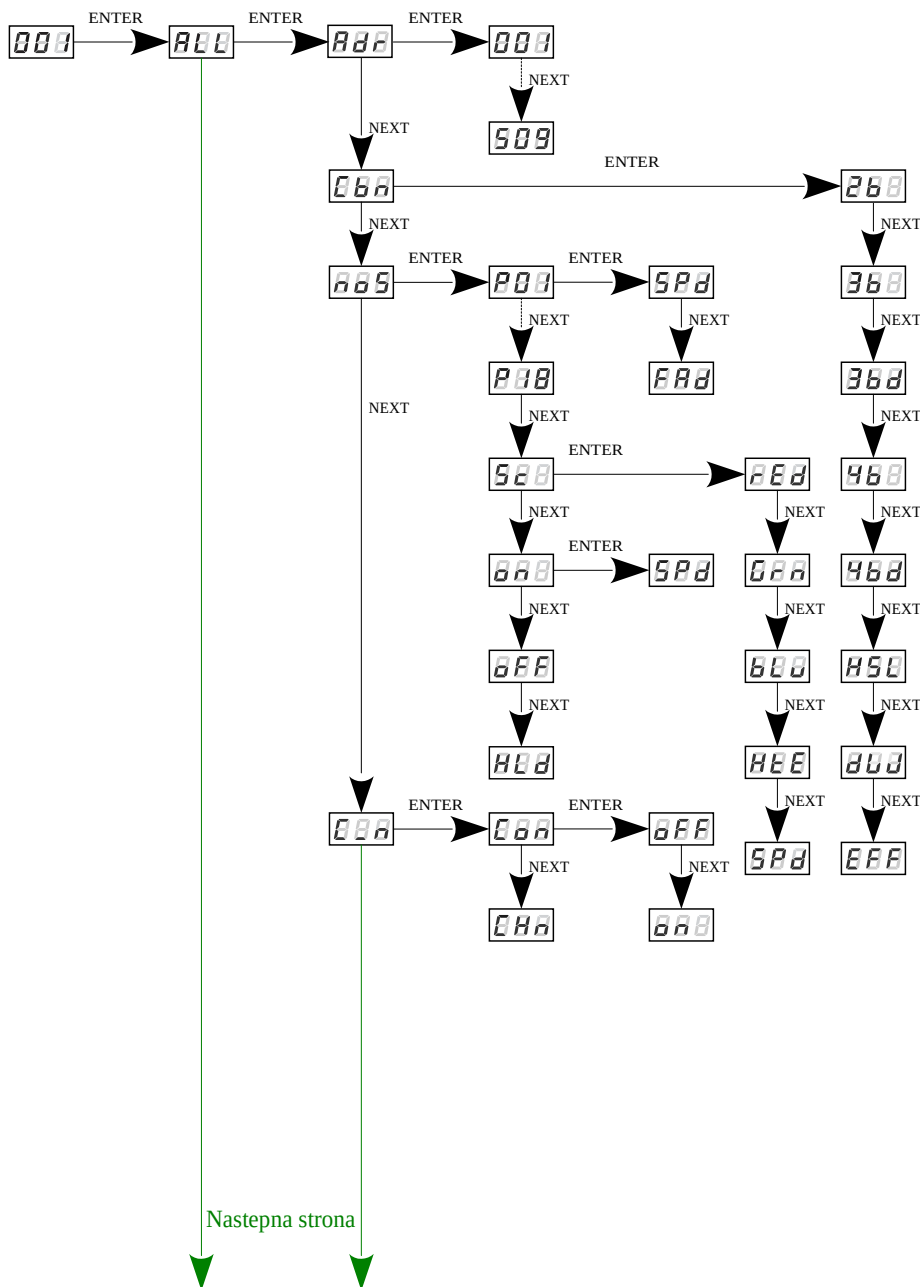 ENTER ENTER ENTER
001 ALL Adr 001
NEXT
NEXT 509
ENTER
Cbn 2b
NEXT NEXT
ENTER ENTER
noS P01 SPd 3b
NEXT NEXT NEXT
P18 FAd 3bd
NEXT NEXT NEXT
ENTER
Sc rEd 4b
NEXT NEXT NEXT
ENTER
on SPd Grn 4bd
NEXT NEXT NEXT
oFF bLu HSL
NEXT NEXT NEXT
HLd HtE dUJ
ENTER ENTER NEXT NEXT
C_n Con oFF
SPd EFF
NEXT NEXT
CHn on
Nastepna strona